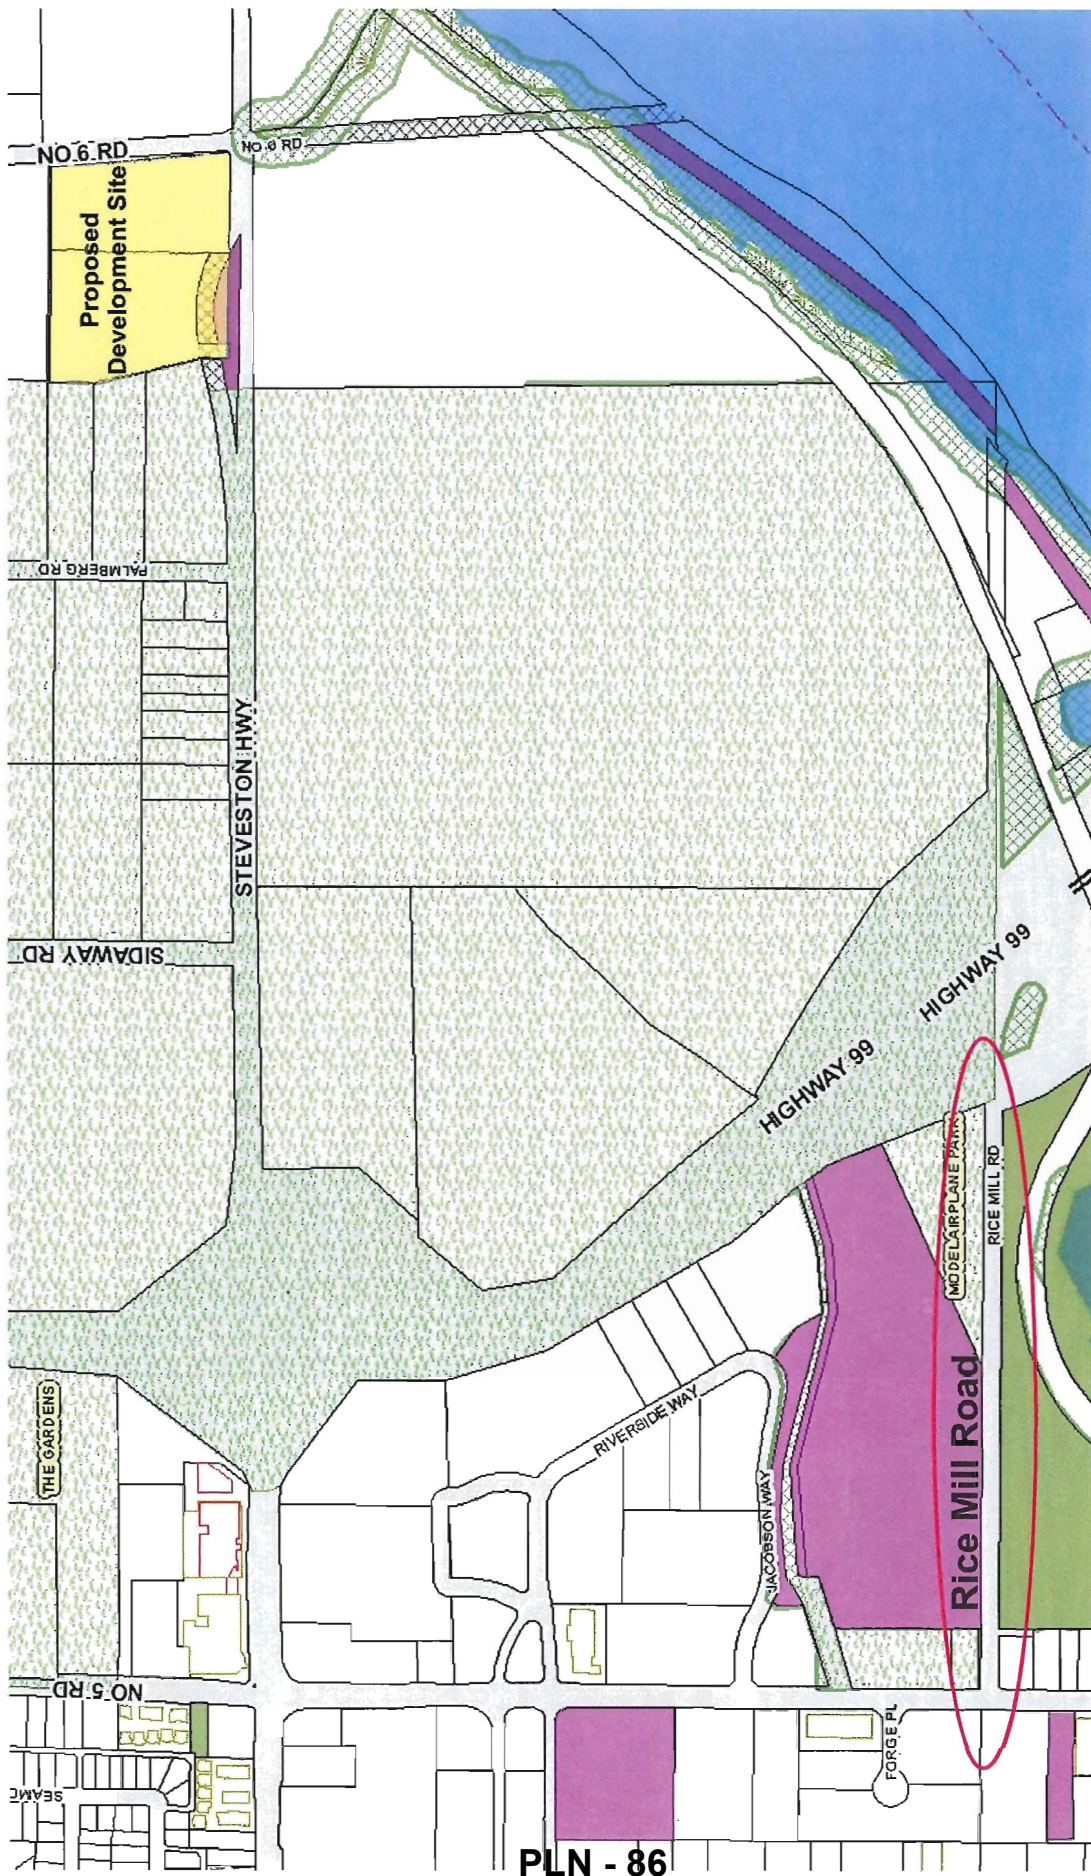 NO 6 RD
NO 6 RD
Proposed
Development Site
PALMBERG RD
STEVESTON HWY
SIDAWAY RD
HIGHWAY 99
HIGHWAY 99
MODEL AIRPLANE PARK
RICE MILL RD
Rice Mill Road
THE GARDENS
RIVERSIDE WAY
JACOBSON WAY
NO 5 RD
FORGE PL
SEAMC
PLN - 86